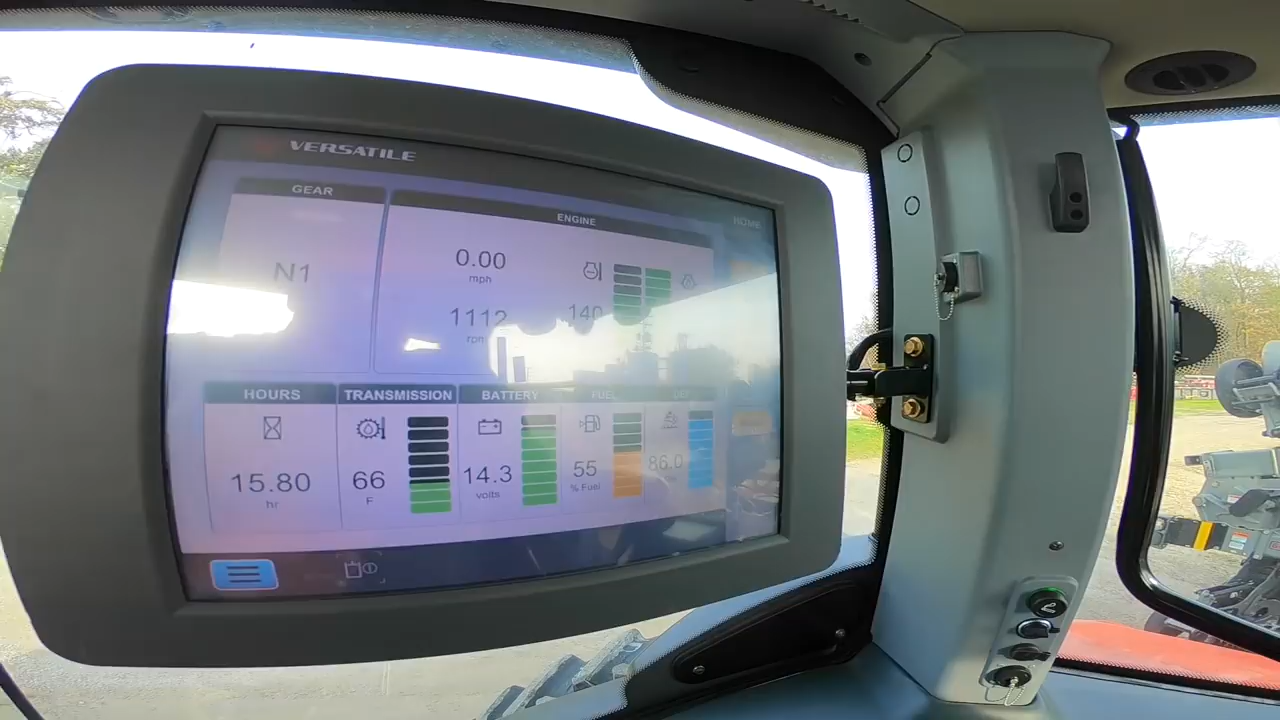 VERSATILE
HOME
GEAR
ENGINE
N1
0.00
mph
1112
rpm
140
HOURS
TRANSMISSION
BATTERY
FUEL
DEF
15.80
hr
66
F
14.3
volts
55
% Fuel
86.0